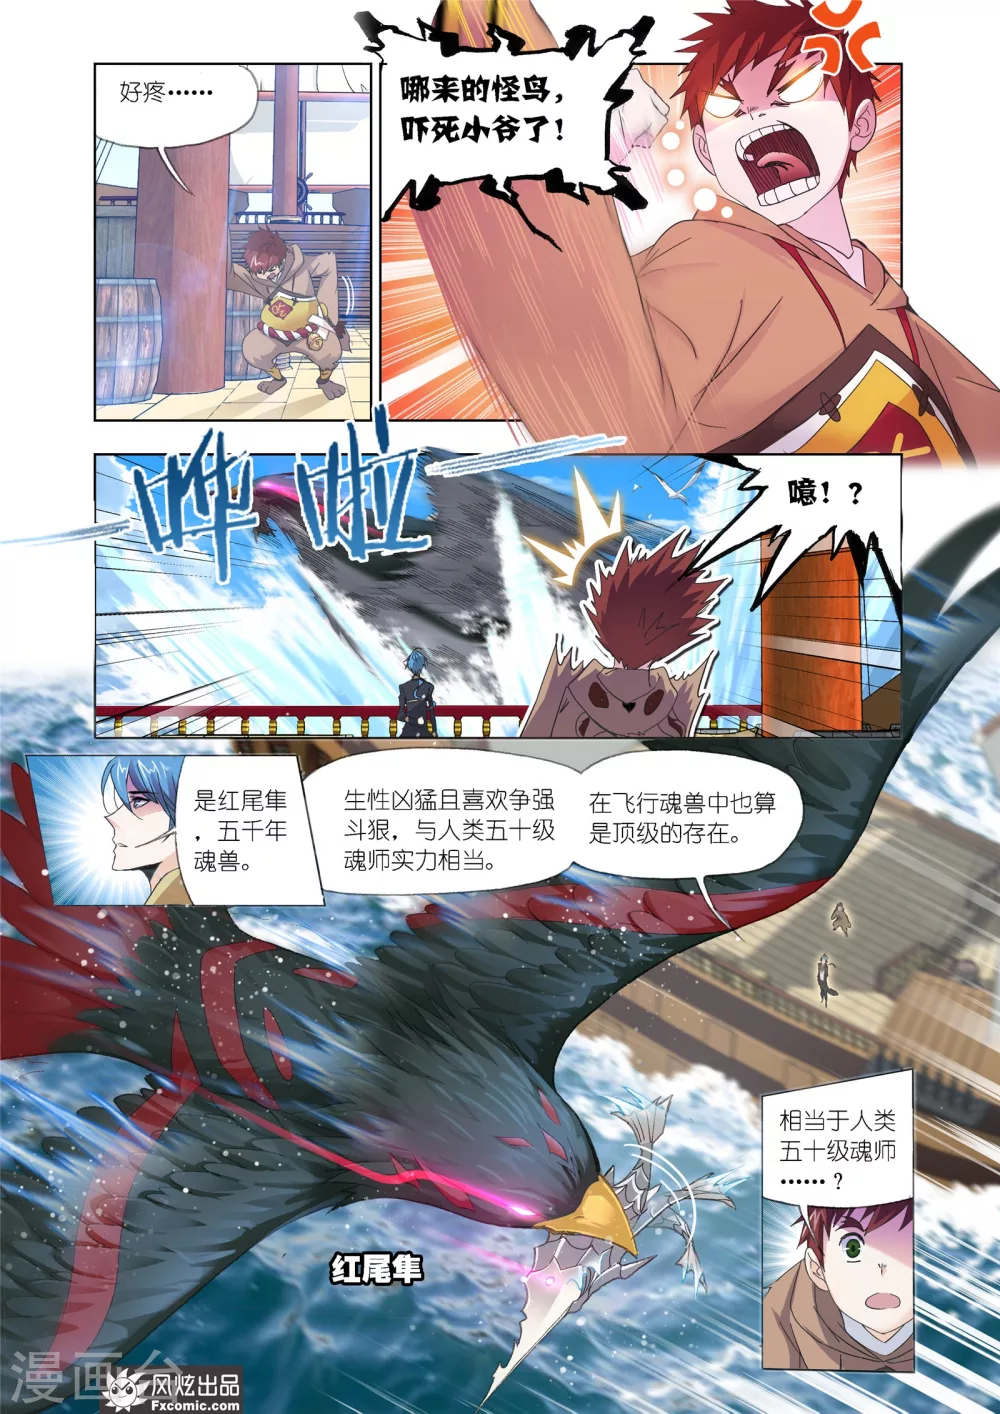 好疼……
哪来的怪鸟，
吓死小谷了！
哗啦
噫！？
是红尾隼
，五千年
魂兽。
生性凶猛且喜欢争强
斗狠，与人类五十级
魂师实力相当。
在飞行魂兽中也算
是顶级的存在。
相当于人类
五十级魂师
……？
红尾隼
漫画台
风炫出品
Fxcomic.com